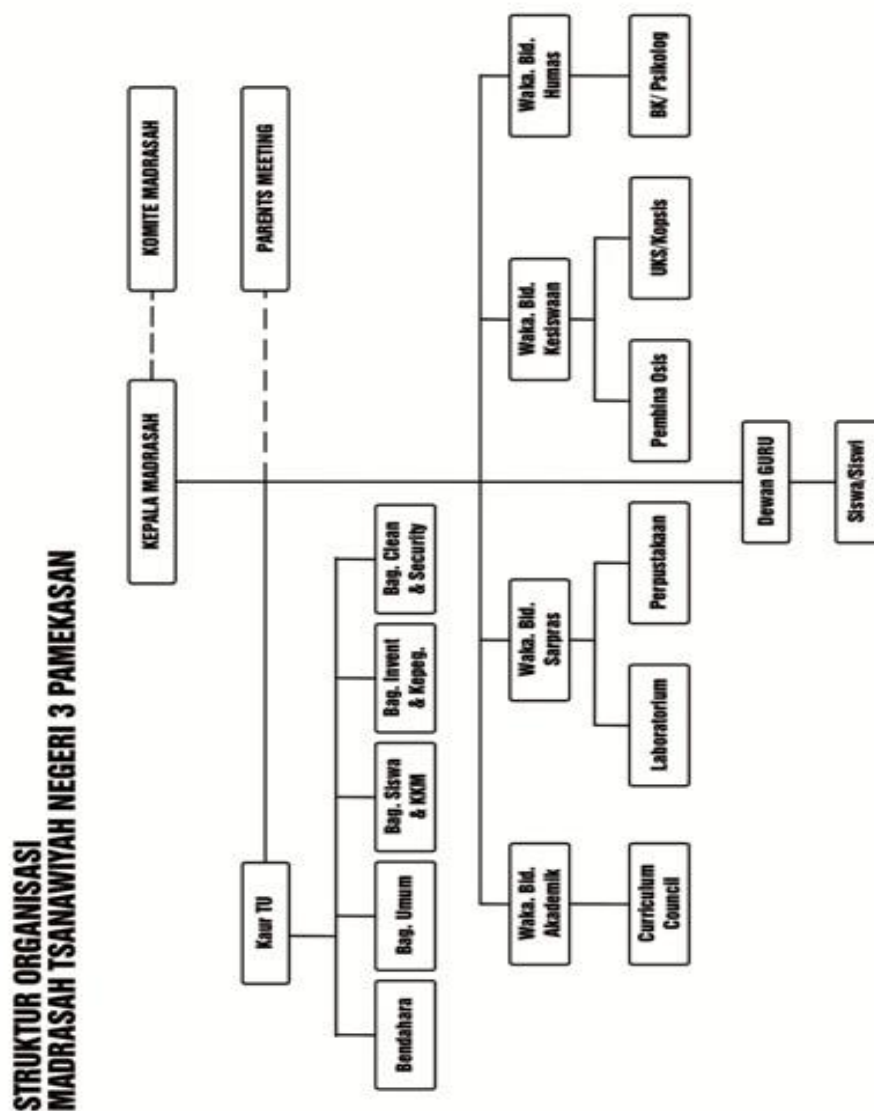 STRUKTUR ORGANISASI
MADRASAH TSANAWIYAH NEGERI 3 PAMEKASAN
KEPALA MADRASAH
KOMITE MADRASAH
Kaur TU
PARENTS MEETING
Bendahara
Bag. Umum
Bag. Siswa
& KKM
Bag. Invent
& Kepeg.
Bag. Clean
& Security
Waka. Bid.
Akademik
Waka. Bid.
Sarpras
Waka. Bid.
Kesiswaan
Waka. Bid.
Humas
Curriculum
Council
Laboratorium
Perpustakaan
Pembina Osis
UKS/Kopsis
BK/ Psikolog
Dewan GURU
Siswa/Siswi